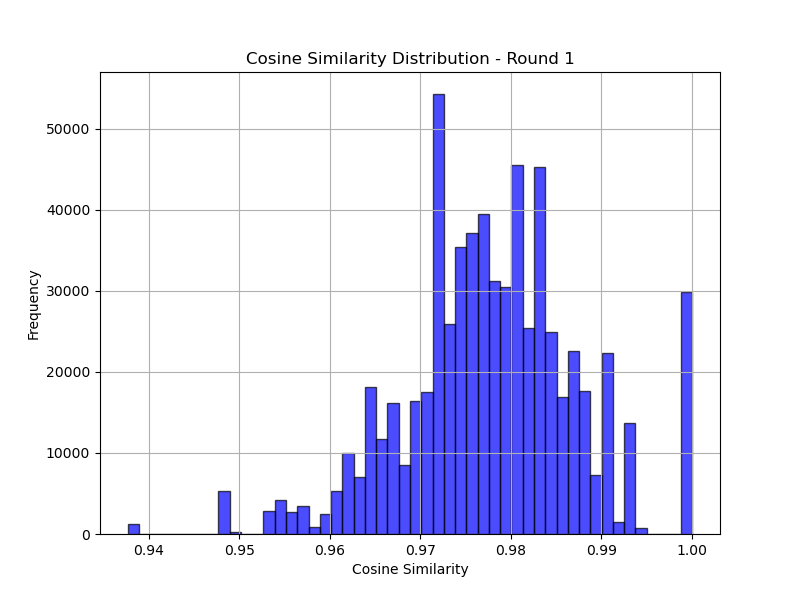 Cosine Similarity Distribution - Round 1
Frequency
50000
40000
30000
20000
10000
0
0.94 0.95 0.96 0.97 0.98 0.99 1.00
Cosine Similarity